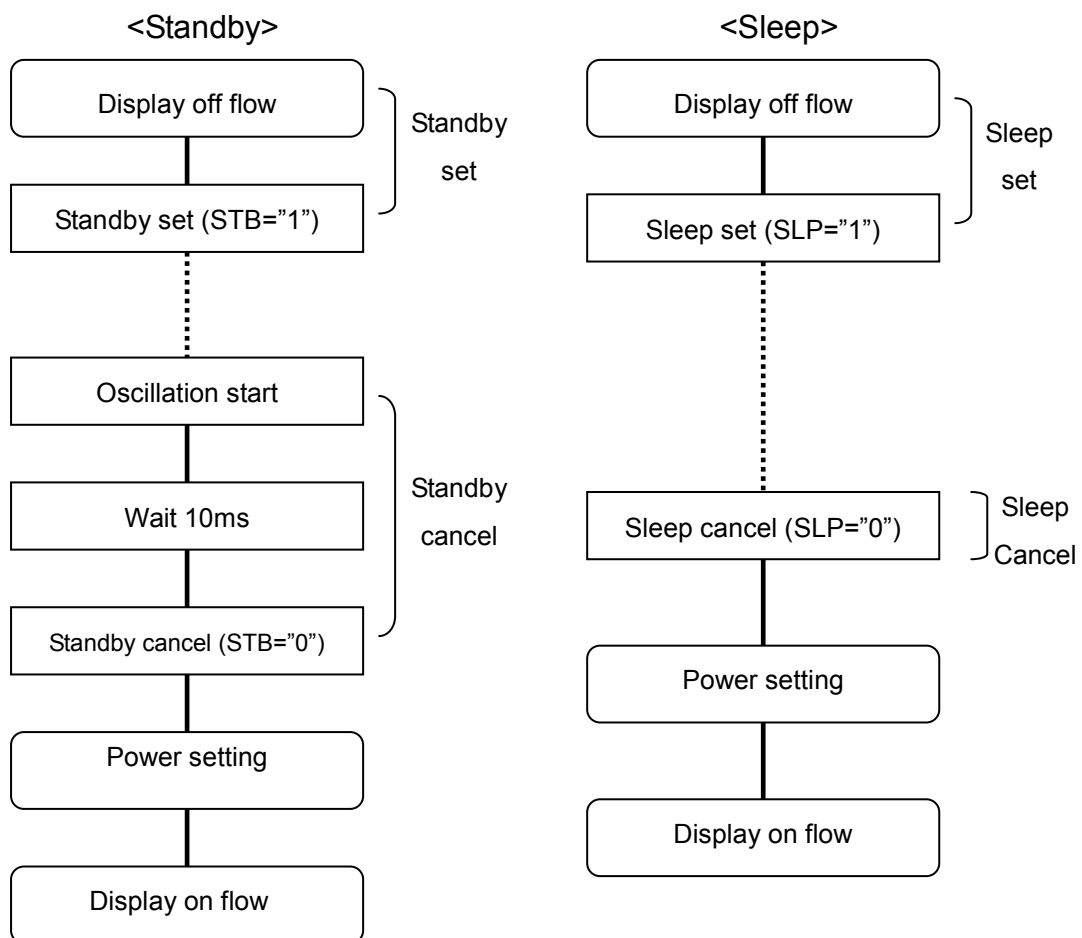 <Standby>
Display off flow
Standby
set
Standby set (STB=”1”)
Oscillation start
Wait 10ms
Standby
cancel
Standby cancel (STB=”0”)
Power setting
Display on flow
<Sleep>
Display off flow
Sleep
set
Sleep set (SLP=”1”)
Sleep cancel (SLP=”0”)
Sleep
Cancel
Power setting
Display on flow